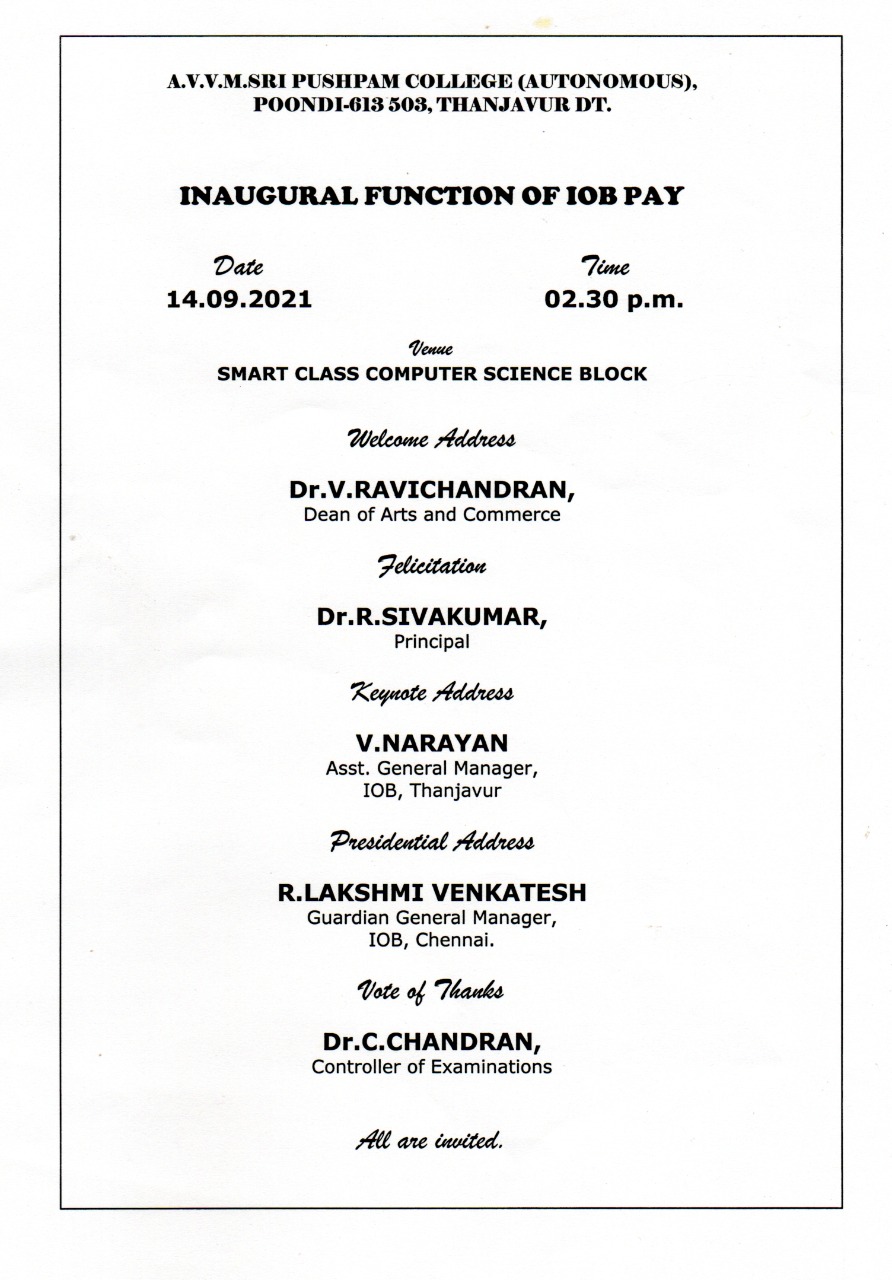 A.V.V.M.SRI PUSHPAM COLLEGE (AUTONOMOUS),
POONDI-613 503, THANJAVUR DT.
INAUGURAL FUNCTION OF IOB PAY
Date Time
14.09.2021 02.30 p.m.
Venue
SMART CLASS COMPUTER SCIENCE BLOCK
Welcome Address
Dr.V.RAVICHANDRAN,
Dean of Arts and Commerce
Felicitation
Dr.R.SIVAKUMAR,
Principal
Keynote Address
V.NARAYAN
Asst. General Manager,
IOB, Thanjavur
Presidential Address
R.LAKSHMI VENKATESH
Guardian General Manager,
IOB, Chennai.
Vote of Thanks
Dr.C.CHANDRAN,
Controller of Examinations
All are invited.